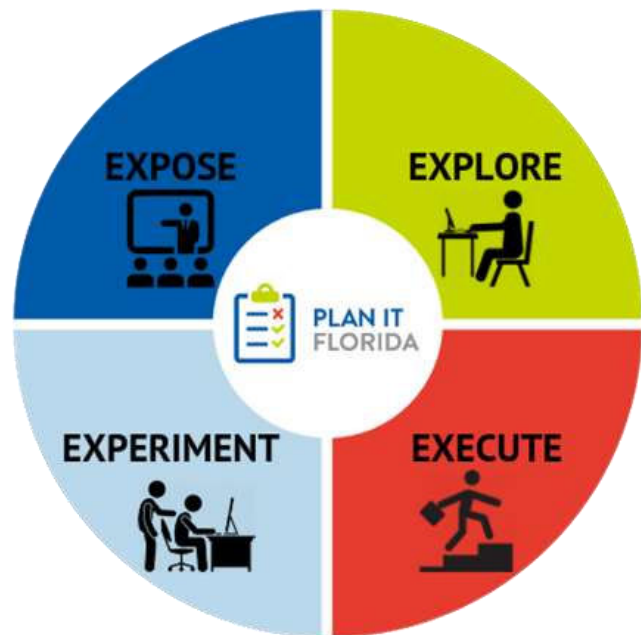 EXPOSE
EXPLORE
PLAN IT
FLORIDA
EXPERIMENT
EXECUTE